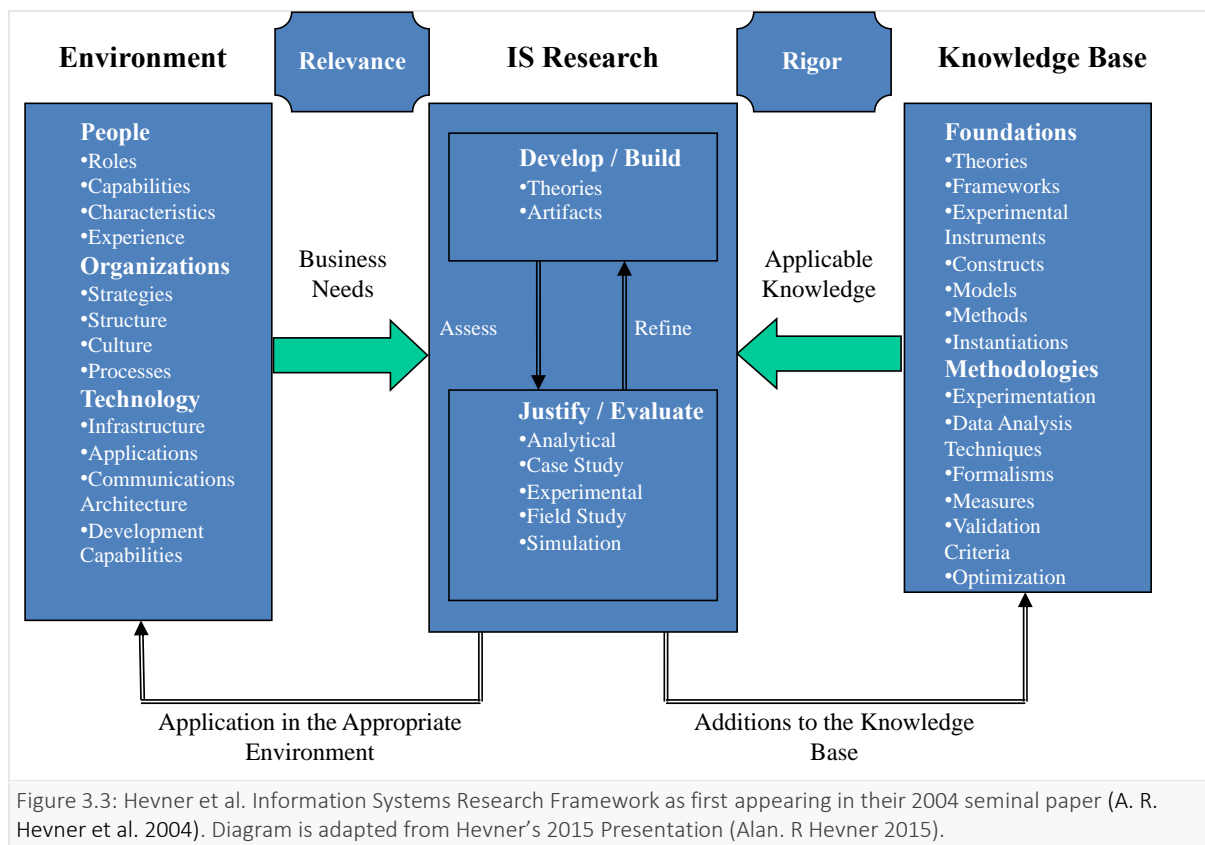 Environment
Relevance
IS Research
Rigor
Knowledge Base
People
•Roles
•Capabilities
•Characteristics
•Experience
Organizations
•Strategies
•Structure
•Culture
•Processes
Technology
•Infrastructure
•Applications
•Communications
Architecture
•Development
Capabilities
Business
Needs
Develop / Build
•Theories
•Artifacts
Assess
Refine
Justify / Evaluate
•Analytical
•Case Study
•Experimental
•Field Study
•Simulation
Applicable
Knowledge
Foundations
•Theories
•Frameworks
•Experimental
Instruments
•Constructs
•Models
•Methods
•Instantiations
Methodologies
•Experimentation
•Data Analysis
Techniques
•Formalisms
•Measures
•Validation
Criteria
•Optimization
Application in the Appropriate
Environment
Additions to the Knowledge
Base
Figure 3.3: Hevner et al. Information Systems Research Framework as first appearing in their 2004 seminal paper (A. R.
Hevner et al. 2004). Diagram is adapted from Hevner’s 2015 Presentation (Alan. R Hevner 2015).